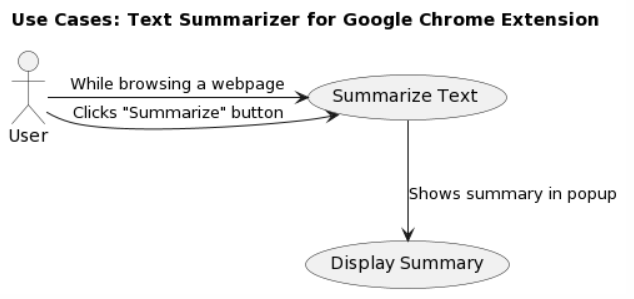 Use Cases: Text Summarizer for Google Chrome Extension
While browsing a webpage
Summarize Text
Clicks "Summarize" button
User
Shows summary in popup
Display Summary